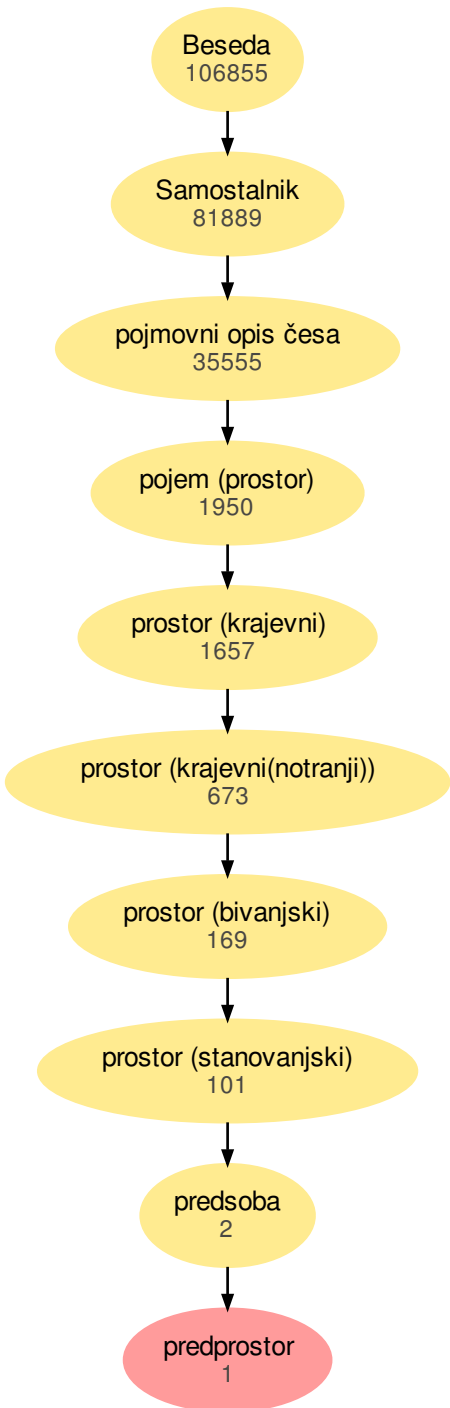 Beseda
106855
Samostalnik
81889
pojmovni opis česa
35555
pojem (prostor)
1950
prostor (krajevni)
1657
prostor (krajevni(notranji))
673
prostor (bivanjski)
169
prostor (stanovanjski)
101
predsoba
2
predprostor
1